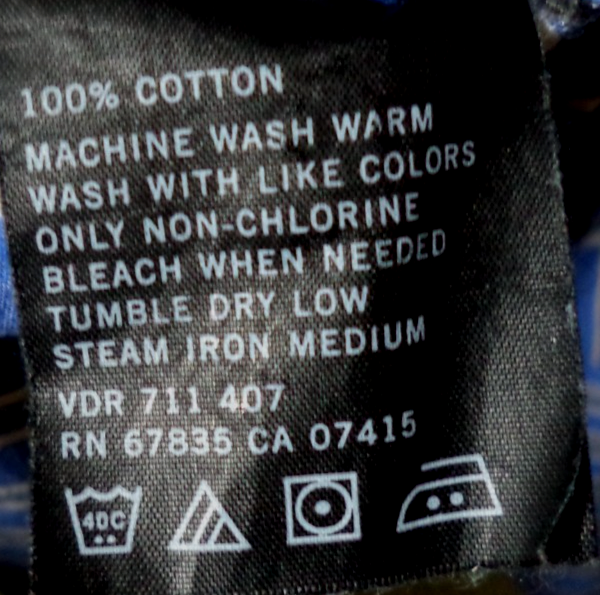 100% COTTON
MACHINE WASH WARM
WASH WITH LIKE COLORS
ONLY NON-CHLORINE
BLEACH WHEN NEEDED
TUMBLE DRY LOW
STEAM IRON MEDIUM
VDR 711 407
RN 67835 CA 07415
40C